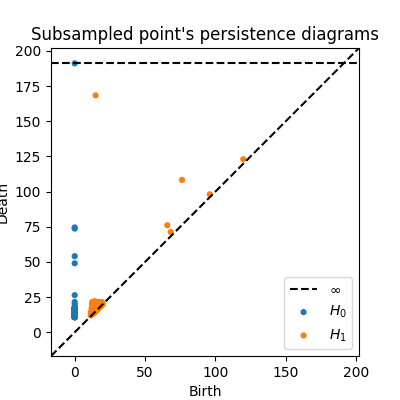 Subsampled point's persistence diagrams
200
175
150
125
100
75
50
25
0
Death
0 50 100 150 200
Birth
∞
H₀
H₁